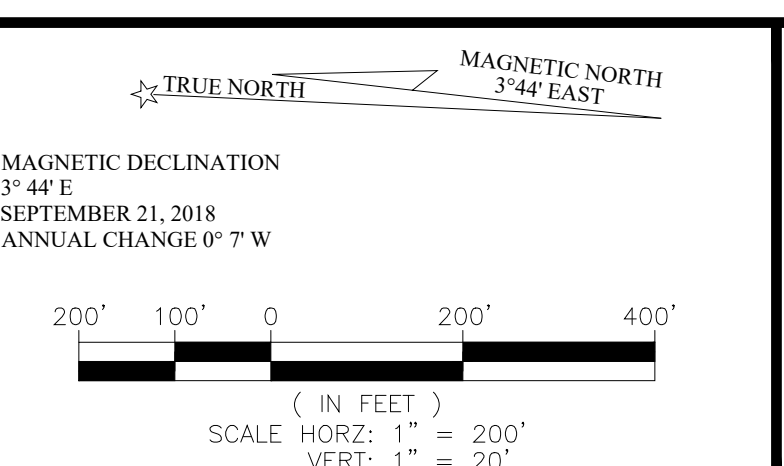 TRUE NORTH
MAGNETIC NORTH
3°44' EAST
MAGNETIC DECLINATION
3° 44' E
SEPTEMBER 21, 2018
ANNUAL CHANGE 0° 7' W
200' 100' 0 200' 400'
( IN FEET )
SCALE HORZ: 1" = 200'
VERT: 1" = 20'